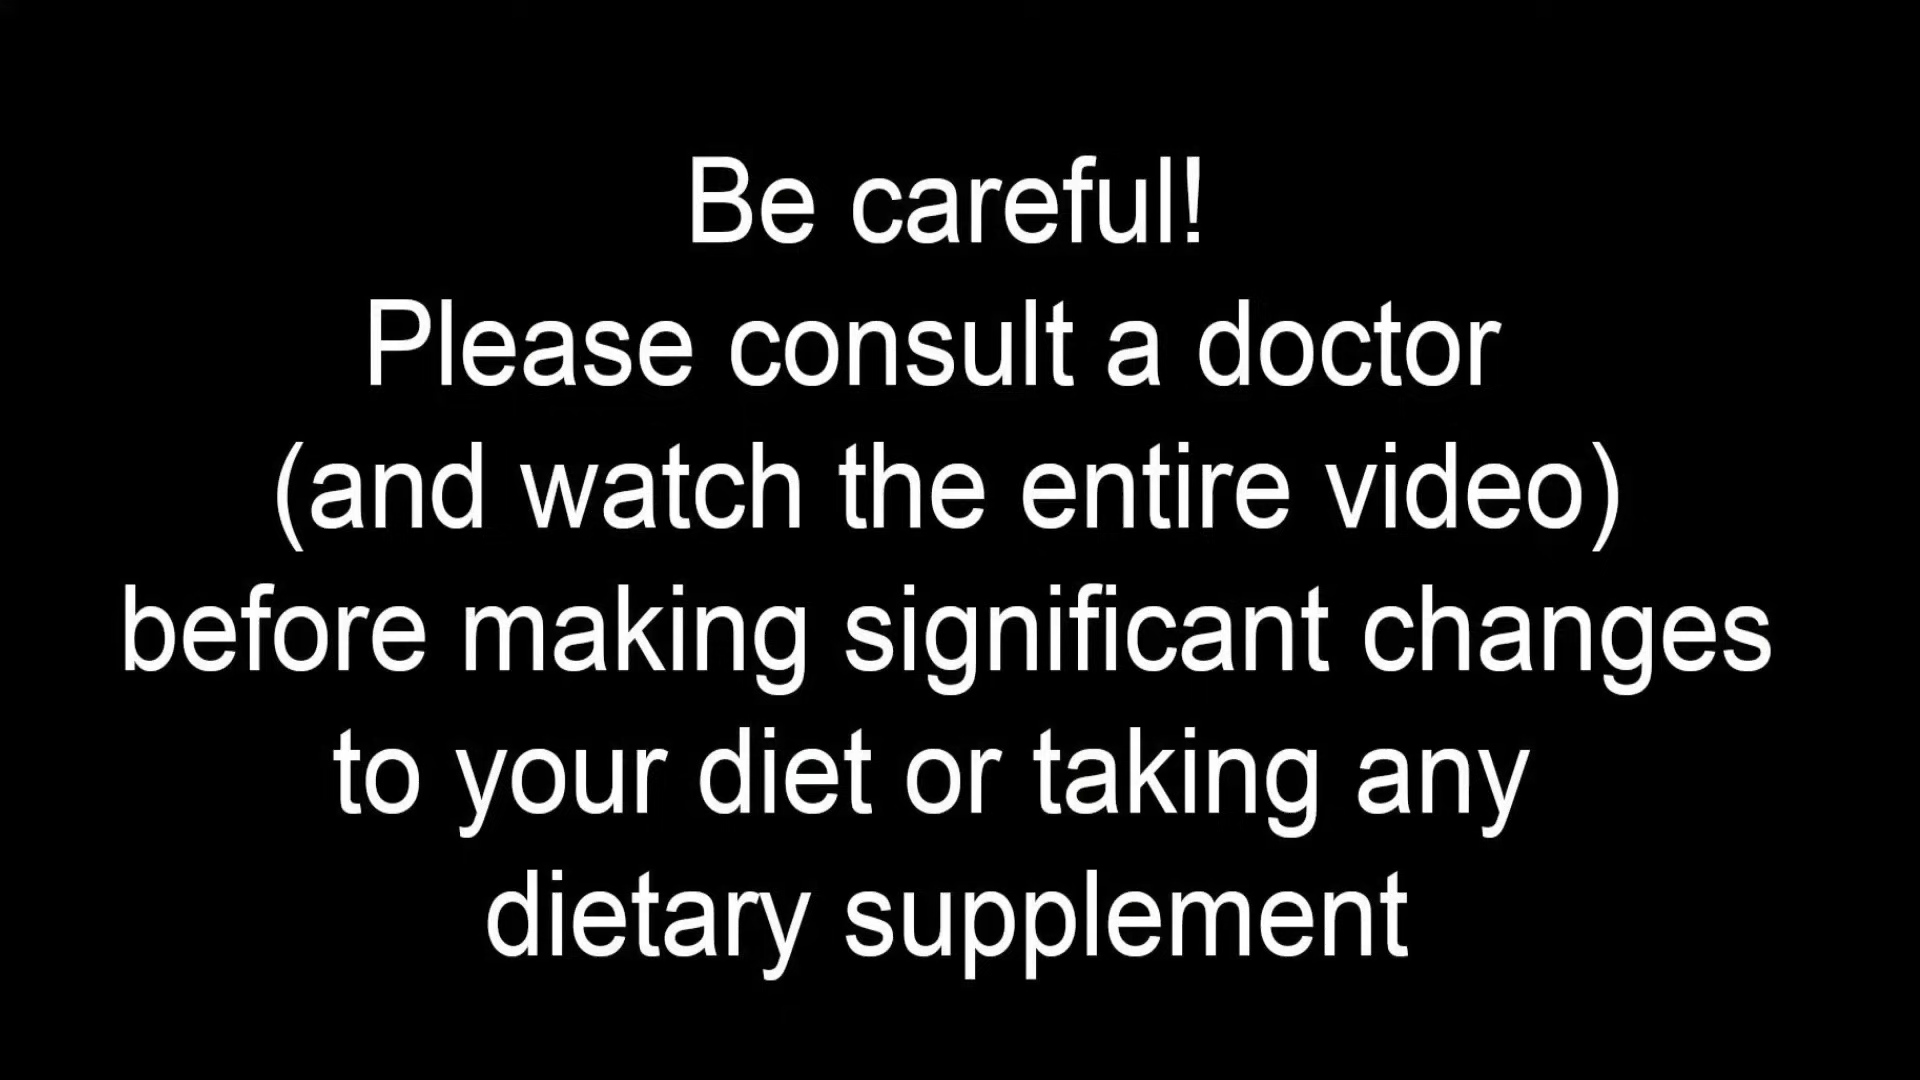 Be careful!
Please consult a doctor
(and watch the entire video)
before making significant changes
to your diet or taking any
dietary supplement